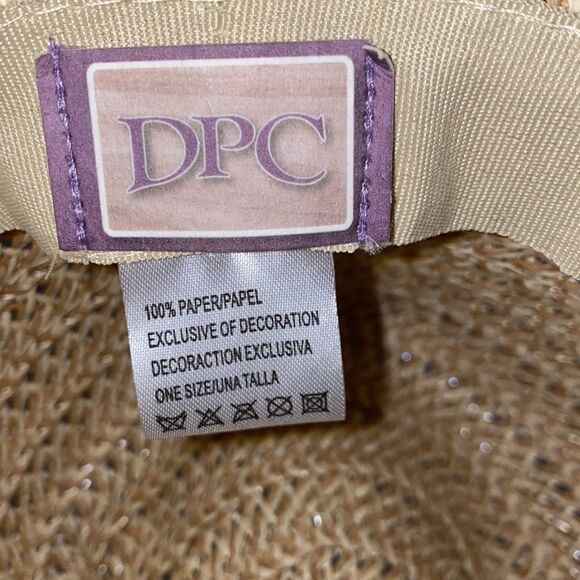 DPC
100% PAPER/PAPEL
EXCLUSIVE OF DECORATION
DECORACTION EXCLUSIVA
ONE SIZE/UNA TALLA